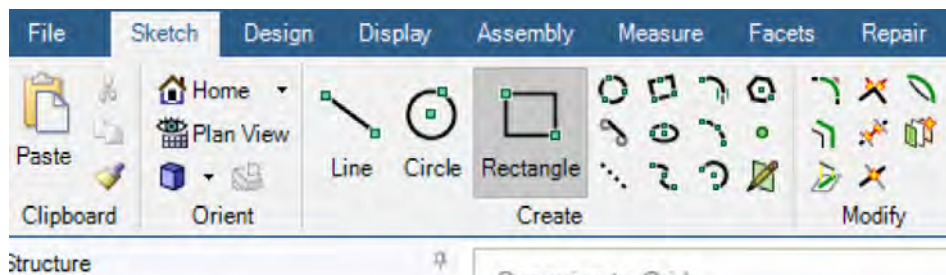 File Sketch Design Display Assembly Measure Facets Repair
Home
Plan View
Paste
Line Circle Rectangle
Clipboard Orient Create Modify
Structure